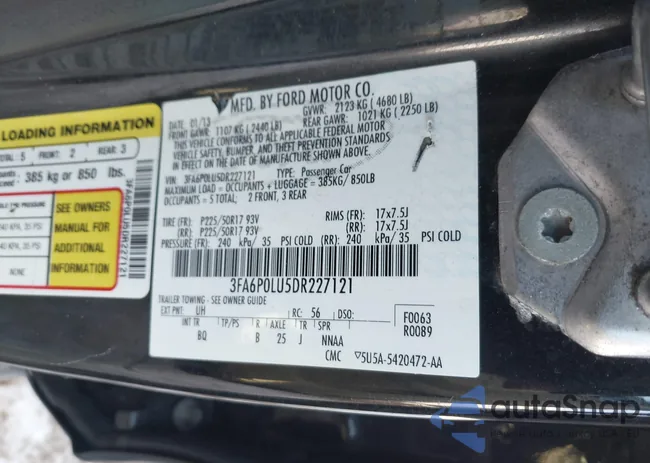 LOADING INFORMATION
TOTAL 5 FRONT: 2 REAR: 3
385 kg or 850 lbs.
SEE OWNERS
MANUAL FOR
ADDITIONAL
INFORMATION
NONE
3FA6P0LU5DR227121
MFD. BY FORD MOTOR CO.
DATE: 01/13 GVWR: 2123 KG ( 4680 LB)
FRONT GAWR: 1107 KG ( 2440 LB) REAR GAWR: 1021 KG ( 2250 LB)
THIS VEHICLE CONFORMS TO ALL APPLICABLE FEDERAL MOTOR
VEHICLE SAFETY, BUMPER, AND THEFT PREVENTION STANDARDS
IN EFFECT ON THE DATE OF MANUFACTURE SHOWN ABOVE.
VIN: 3FA6P0LU5DR227121 TYPE: Passenger Car
MAXIMUM LOAD = OCCUPANTS + LUGGAGE = 385KG/850LB
OCCUPANTS = 5 TOTAL, 2 FRONT, 3 REAR
TIRE (FR): P225/50R17 93V RIMS (FR): 17x7.5J
(RR): P225/50R17 93V (RR): 17x7.5J
PRESSURE (FR): 240 kPa/ 35 PSI COLD (RR): 240 kPa/ 35 PSI COLD
3FA6P0LU5DR227121
TRAILER TOWING - SEE OWNER GUIDE
EXT PNT: UH RC: 56 DSO: F0063
R0089
INT TR TP/PS R AXLE TR SPR
BQ B 25 J NNAA
CMC 5U5A-5420472-AA
autoSnap